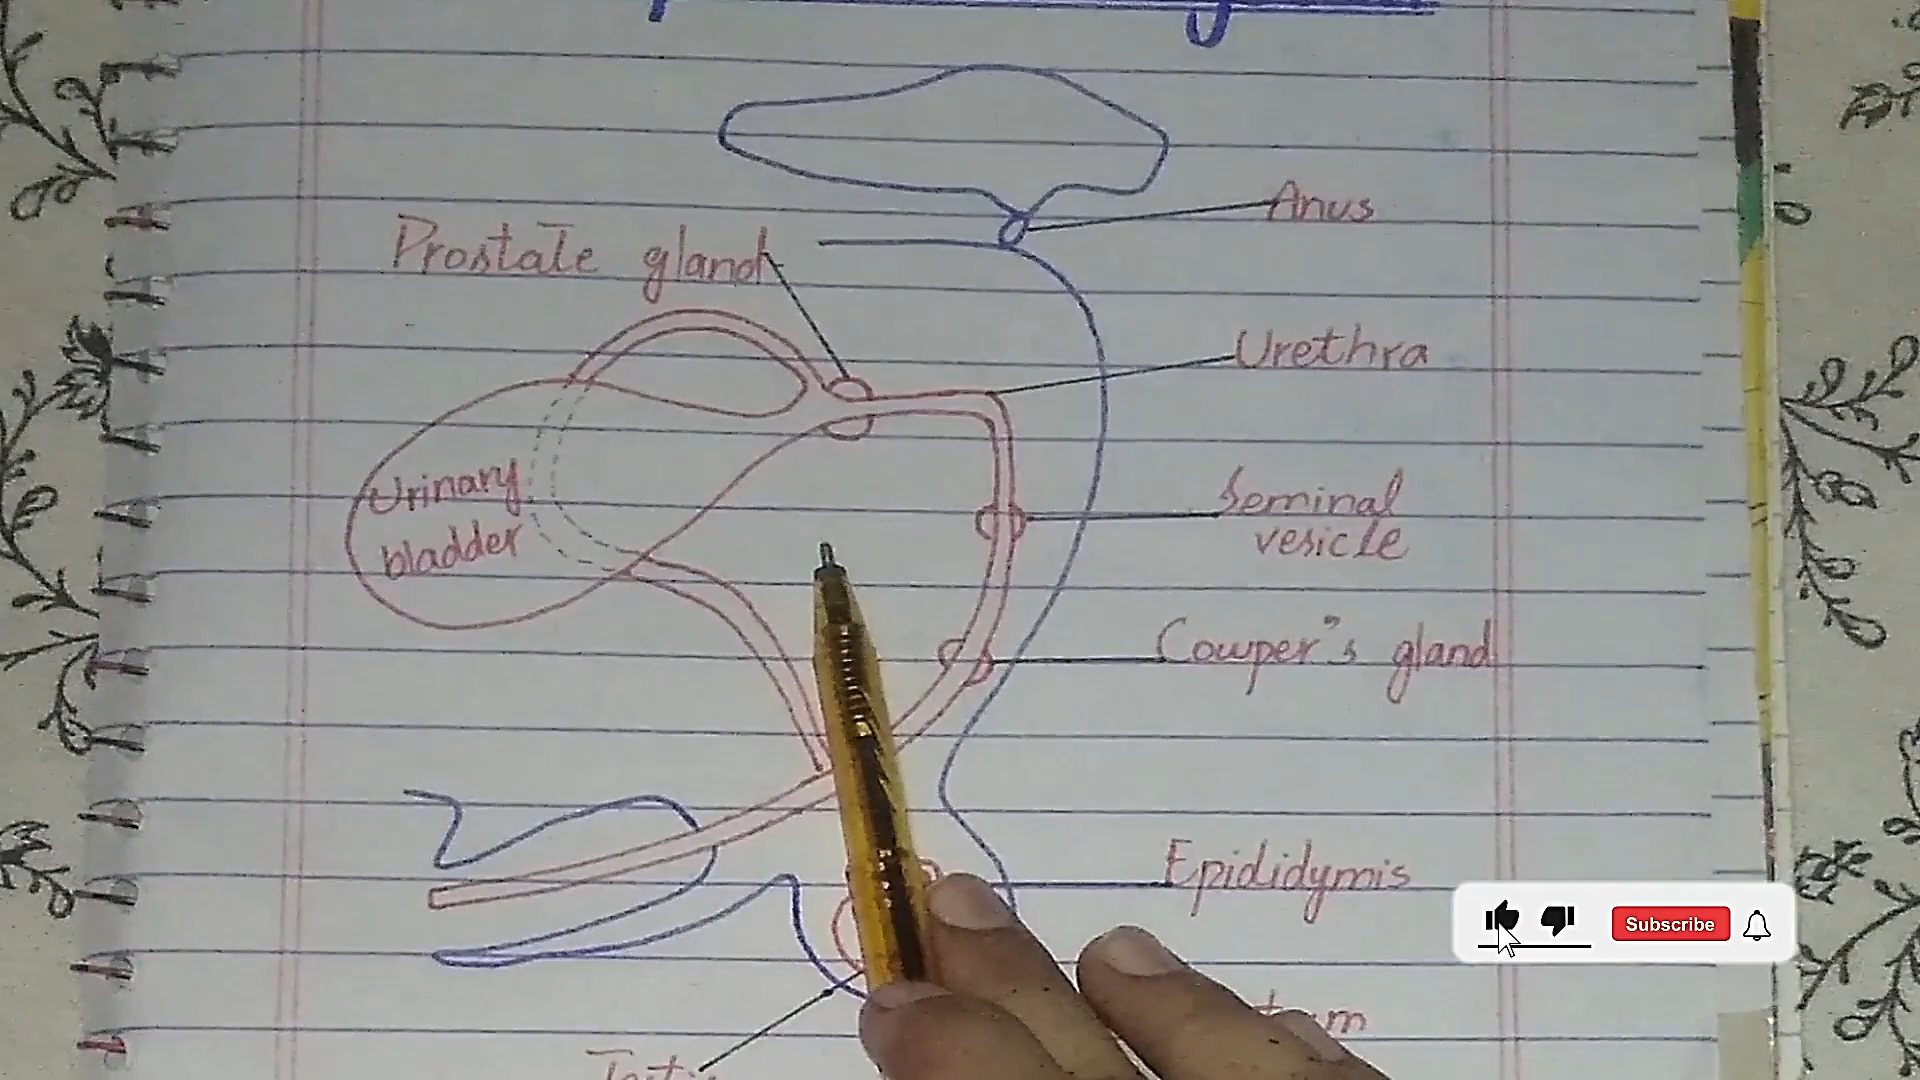 Anus
Prostate gland
Urethra
Urinary
bladder
Seminal
vesicle
Cowper"s gland
Epididymis
Subscribe